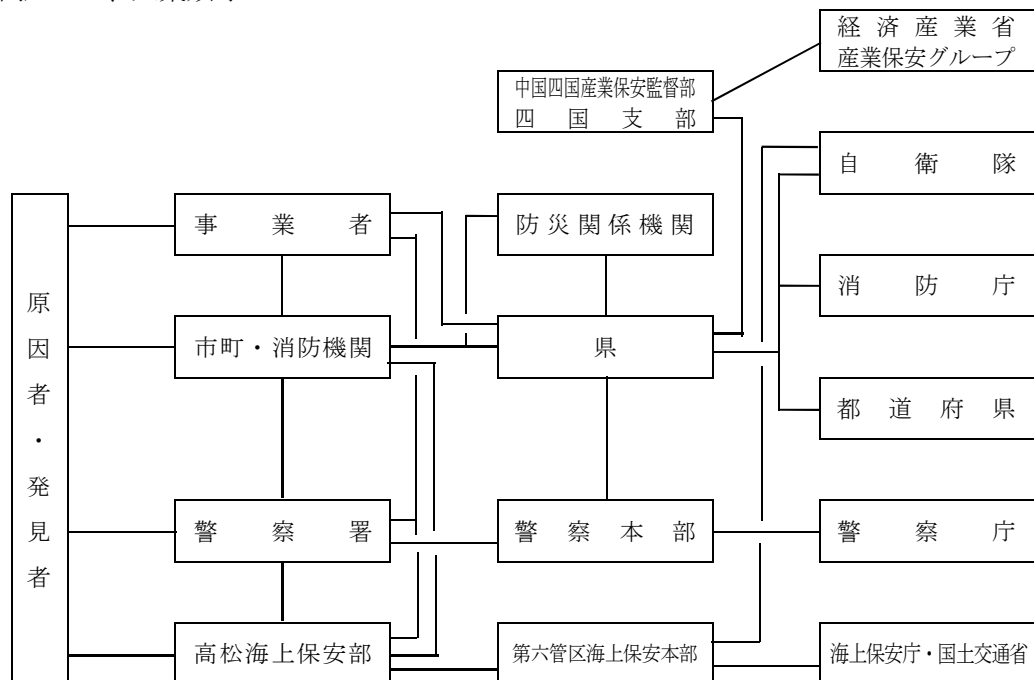 経済産業省
産業保安グループ
中国四国産業保安監督部
四国支部
自衛隊
事業者
防災関係機関
消防庁
原因者・発見者
市町・消防機関
県
都道府県
警察署
警察本部
警察庁
高松海上保安部
第六管区海上保安本部
海上保安庁・国土交通省